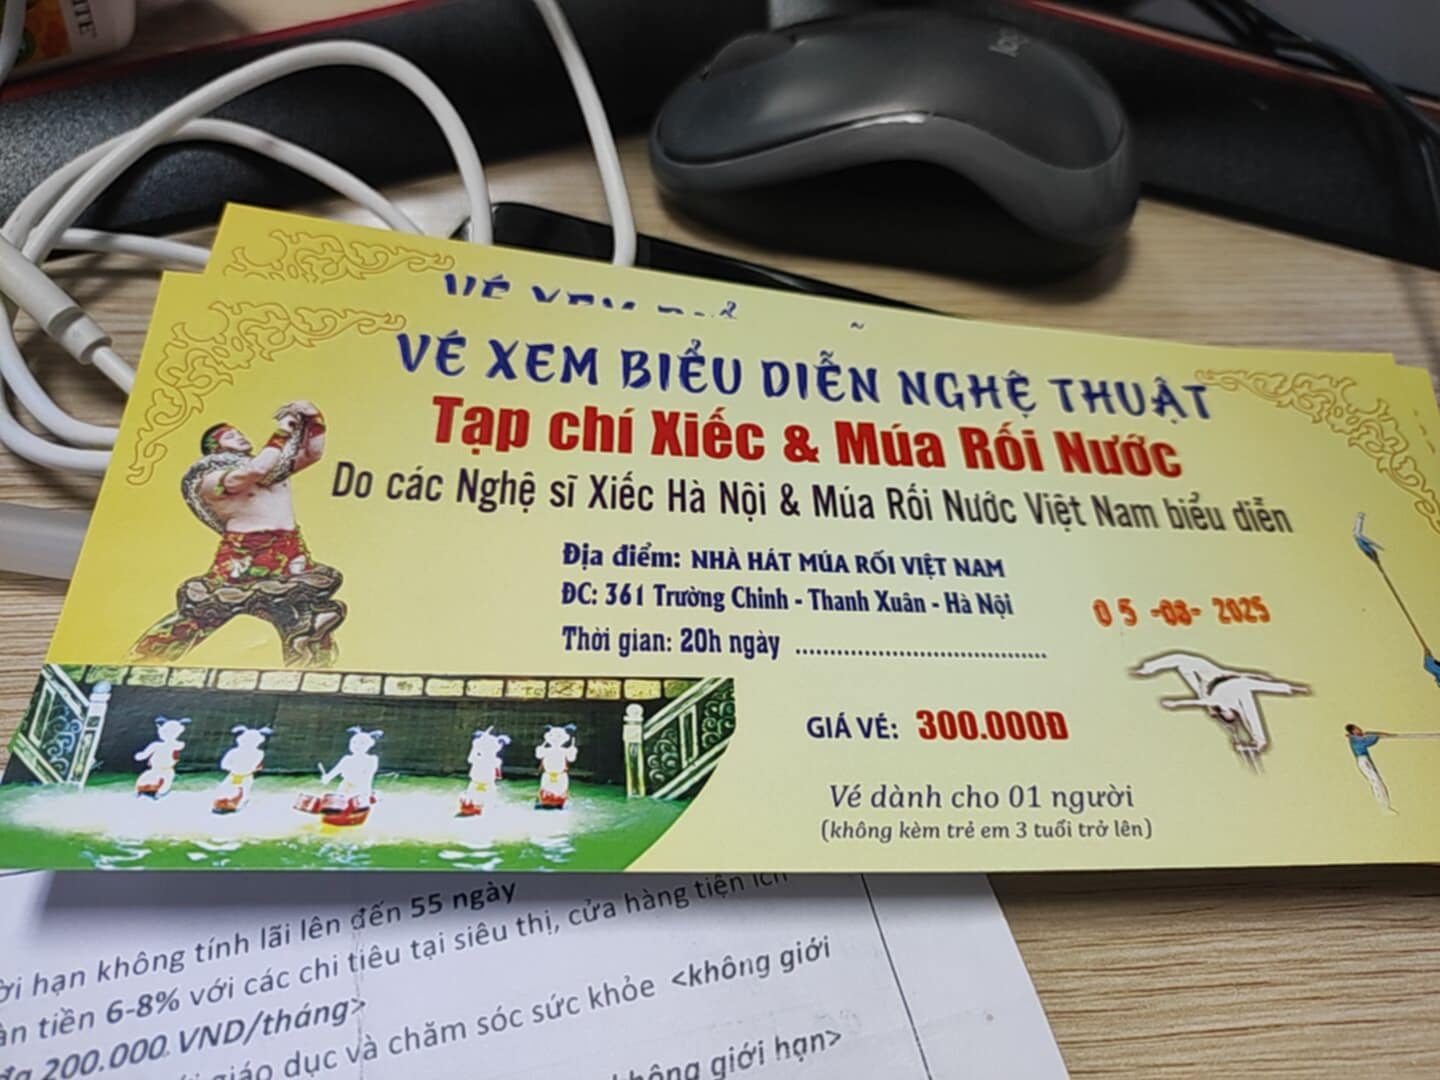 ITE
VÉ XEM
VÉ XEM BIỂU DIỄN NGHỆ THUẬT
Tạp chí Xiếc & Múa Rối Nước
Do các Nghệ sĩ Xiếc Hà Nội & Múa Rối Nước Việt Nam biểu diễn
Địa điểm: NHÀ HÁT MÚA RỐI VIỆT NAM
ĐC: 361 Trường Chinh - Thanh Xuân - Hà Nội
05 -08- 2025
Thời gian: 20h ngày ....................................
GIÁ VÉ: 300.000Đ
Vé dành cho 01 người
(không kèm trẻ em 3 tuổi trở lên)
hạn không tính lãi lên đến 55 ngày
tiền 6-8% với các chi tiêu tại siêu thị, cửa hàng tiện ích
200.000 VND/tháng>
giáo dục và chăm sóc sức khỏe <không giới
không giới hạn>